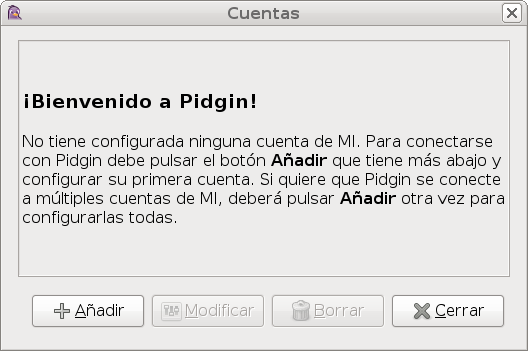 Cuentas
¡Bienvenido a Pidgin!
No tiene configurada ninguna cuenta de MI. Para conectarse
con Pidgin debe pulsar el botón Añadir que tiene más abajo y
configurar su primera cuenta. Si quiere que Pidgin se conecte
a múltiples cuentas de MI, deberá pulsar Añadir otra vez para
configurarlas todas.
Añadir Modificar Borrar Cerrar